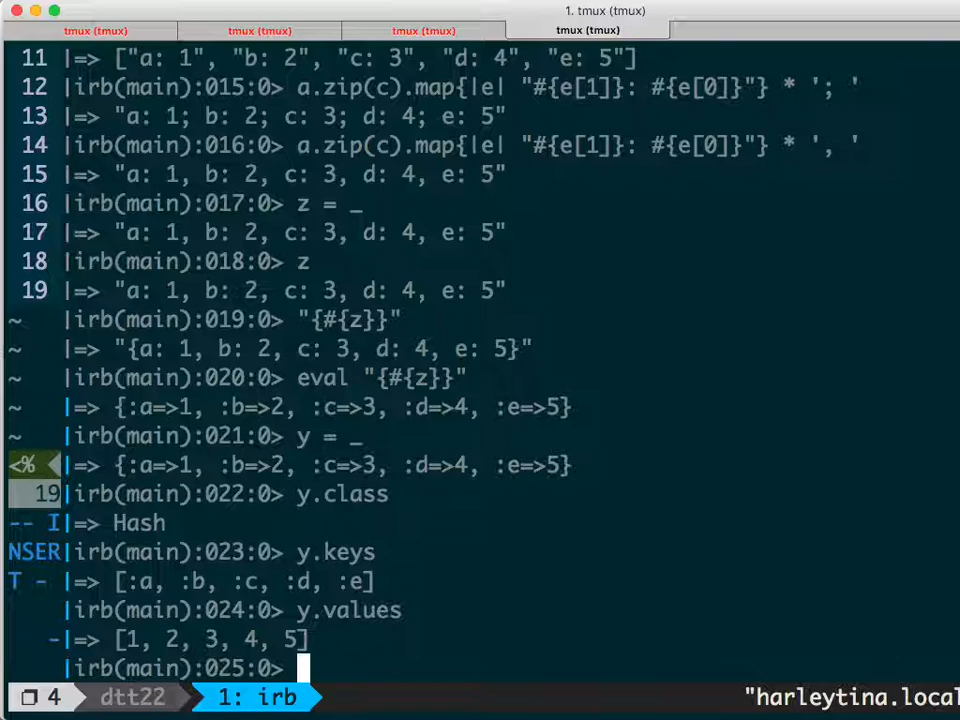 1. tmux (tmux)
tmux (tmux) tmux (tmux) tmux (tmux) tmux (tmux)
11 |=> ["a: 1", "b: 2", "c: 3", "d: 4", "e: 5"]
12 |irb(main):015:0> a.zip(c).map{|e| "#{e[1]}: #{e[0]}"} * '; '
13 |=> "a: 1; b: 2; c: 3; d: 4; e: 5"
14 |irb(main):016:0> a.zip(c).map{|e| "#{e[1]}: #{e[0]}"} * ', '
15 |=> "a: 1, b: 2, c: 3, d: 4, e: 5"
16 |irb(main):017:0> z = _
17 |=> "a: 1, b: 2, c: 3, d: 4, e: 5"
18 |irb(main):018:0> z
19 |=> "a: 1, b: 2, c: 3, d: 4, e: 5"
~ |irb(main):019:0> "{#{z}}"
~ |=> "{a: 1, b: 2, c: 3, d: 4, e: 5}"
~ |irb(main):020:0> eval "{#{z}}"
~ |=> {:a=>1, :b=>2, :c=>3, :d=>4, :e=>5}
~ |irb(main):021:0> y = _
<% |=> {:a=>1, :b=>2, :c=>3, :d=>4, :e=>5}
19|irb(main):022:0> y.class
-- I|=> Hash
NSER|irb(main):023:0> y.keys
T - |=> [:a, :b, :c, :d, :e]
|irb(main):024:0> y.values
-|=> [1, 2, 3, 4, 5]
|irb(main):025:0>
4 dtt22 1: irb "harleytina.local